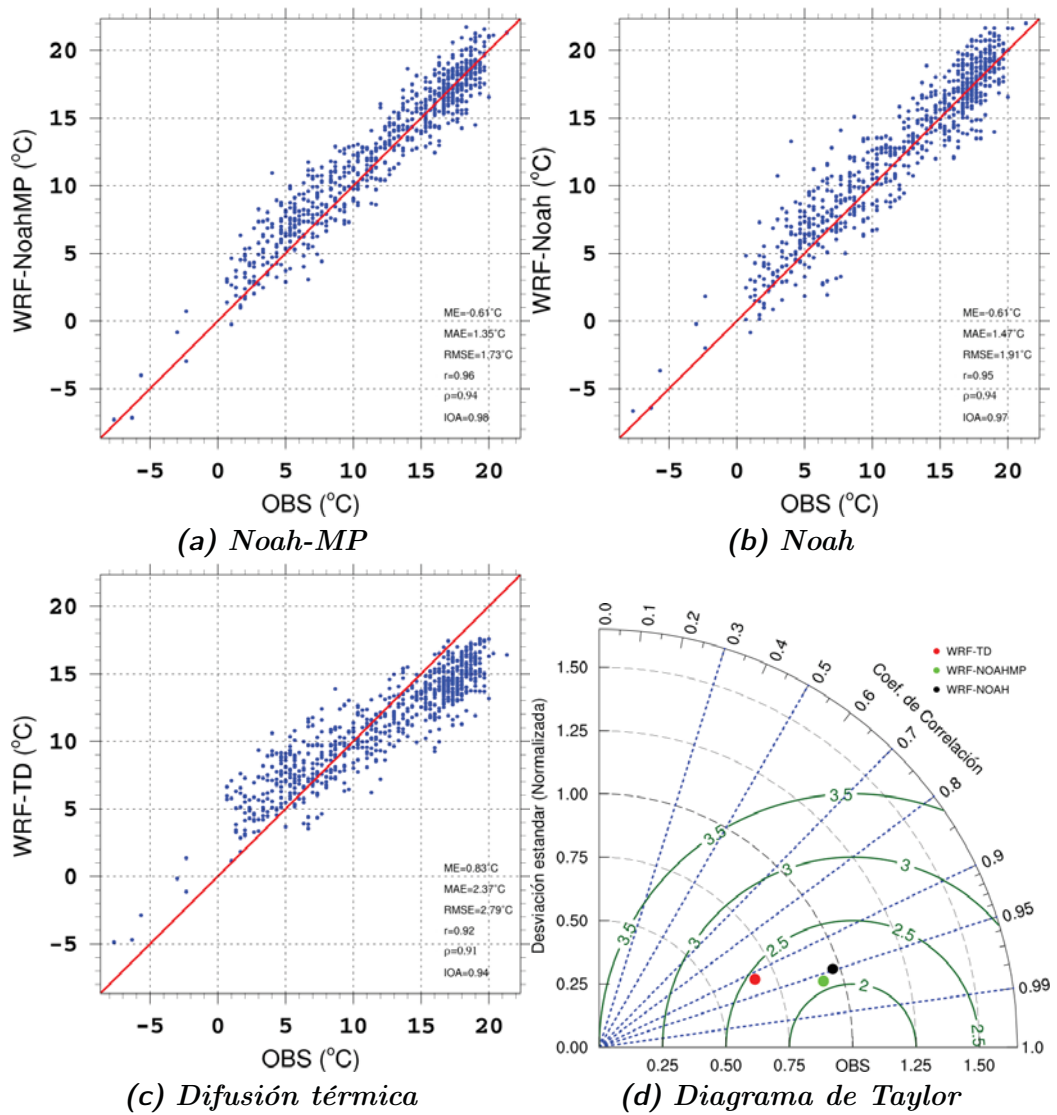 WRF-NoahMP (°C)
20
15
10
5
0
−5
ME=-0.61°C
MAE=1.35°C
RMSE=1.73°C
r=0.96
ρ=0.94
IOA=0.98
−5 0 5 10 15 20
OBS (°C)
(a) Noah-MP
WRF-Noah (°C)
20
15
10
5
0
−5
ME=-0.61°C
MAE=1.47°C
RMSE=1.91°C
r=0.95
ρ=0.94
IOA=0.97
−5 0 5 10 15 20
OBS (°C)
(b) Noah
WRF-TD (°C)
20
15
10
5
0
−5
ME=0.83°C
MAE=2.37°C
RMSE=2.79°C
r=0.92
ρ=0.91
IOA=0.94
−5 0 5 10 15 20
OBS (°C)
(c) Difusión térmica
Desviación estandar (Normalizada)
1.50
1.25
1.00
0.75
0.50
0.25
0.00
0.0 0.1 0.2 0.3 0.4 0.5 0.6 0.7 0.8 0.9 0.95 0.99 1.0
Coef. de Correlación
WRF-TD
WRF-NOAHMP
WRF-NOAH
3.5 3.5
3.5
3 3
3
2.5 2.5
2
2.5
0.25 0.50 0.75 OBS 1.25 1.50
(d) Diagrama de Taylor